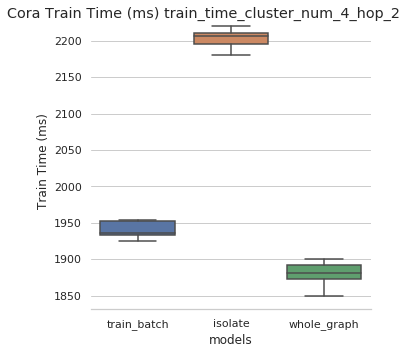 Cora Train Time (ms) train_time_cluster_num_4_hop_2
2200
2150
2100
2050
2000
1950
1900
1850
Train Time (ms)
train_batch isolate whole_graph
models